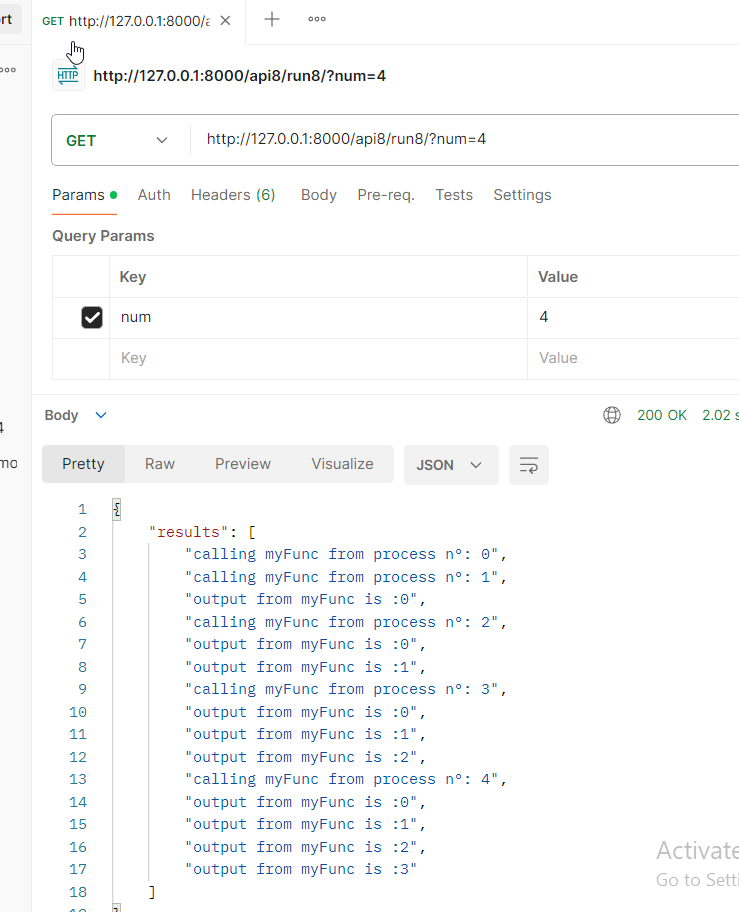 rt
GET http://127.0.0.1:8000/a
HTTP http://127.0.0.1:8000/api8/run8/?num=4
GET http://127.0.0.1:8000/api8/run8/?num=4
Params Auth Headers (6) Body Pre-req. Tests Settings
Query Params
Key Value
num 4
Key Value
Body 200 OK 2.02 s
4
mo
Pretty Raw Preview Visualize JSON
1 {
2 "results": [
3 "calling myFunc from process n°: 0",
4 "calling myFunc from process n°: 1",
5 "output from myFunc is :0",
6 "calling myFunc from process n°: 2",
7 "output from myFunc is :0",
8 "output from myFunc is :1",
9 "calling myFunc from process n°: 3",
10 "output from myFunc is :0",
11 "output from myFunc is :1",
12 "output from myFunc is :2",
13 "calling myFunc from process n°: 4",
14 "output from myFunc is :0",
15 "output from myFunc is :1",
16 "output from myFunc is :2",
17 "output from myFunc is :3"
18 ]
19 }
Activate
Go to Setti